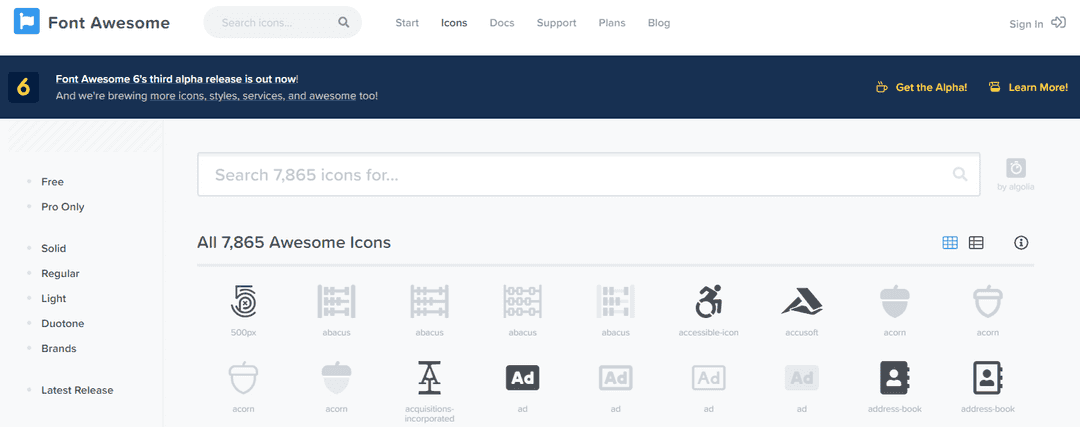 Font Awesome
Search icons...
Start
Icons
Docs
Support
Plans
Blog
Sign In
6
Font Awesome 6's third alpha release is out now!
And we're brewing more icons, styles, services, and awesome too!
Get the Alpha!
Learn More!
Free
Pro Only
Solid
Regular
Light
Duotone
Brands
Latest Release
Search 7,865 icons for...
by algolia
All 7,865 Awesome Icons
500px
abacus
abacus
abacus
abacus
accessible-icon
accusoft
acorn
acorn
acorn
acorn
acquisitions-
incorporated
Ad
ad
Ad
ad
Ad
ad
Ad
ad
address-book
address-book